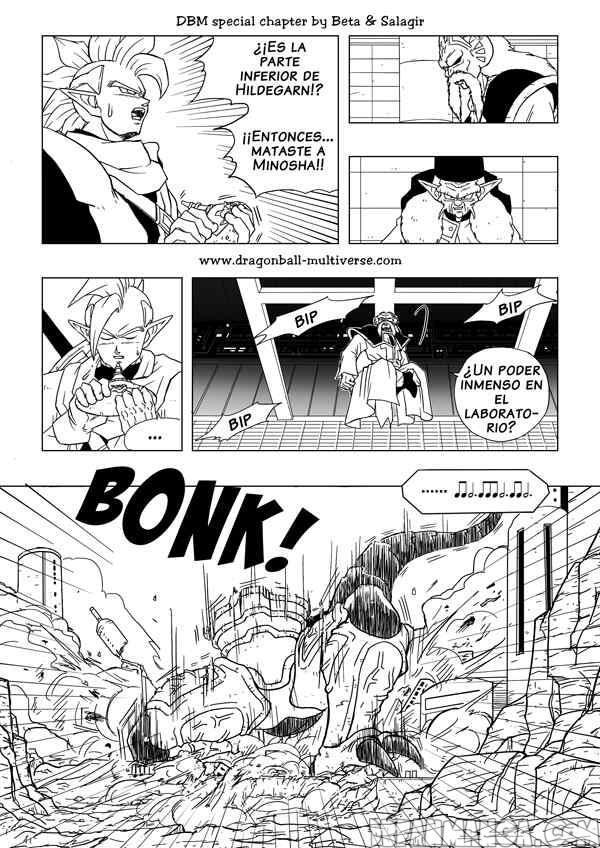 DBM special chapter by Beta & Salagir
¿¡Es la
parte
inferior de
Hildegarn!?
¡¡Entonces...
mataste a
Minosha!!
www.dragonball-multiverse.com
...
Bip
Bip
Bip
¿Un poder
inmenso en
el
laborato-
rio?
BONK!
......